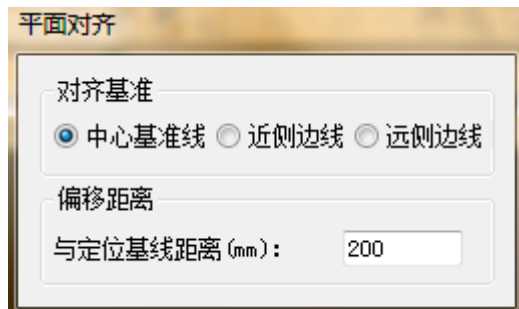 平面对齐
对齐基准
中心基准线 近侧边线 远侧边线
偏移距离
与定位基线距离(mm): 200